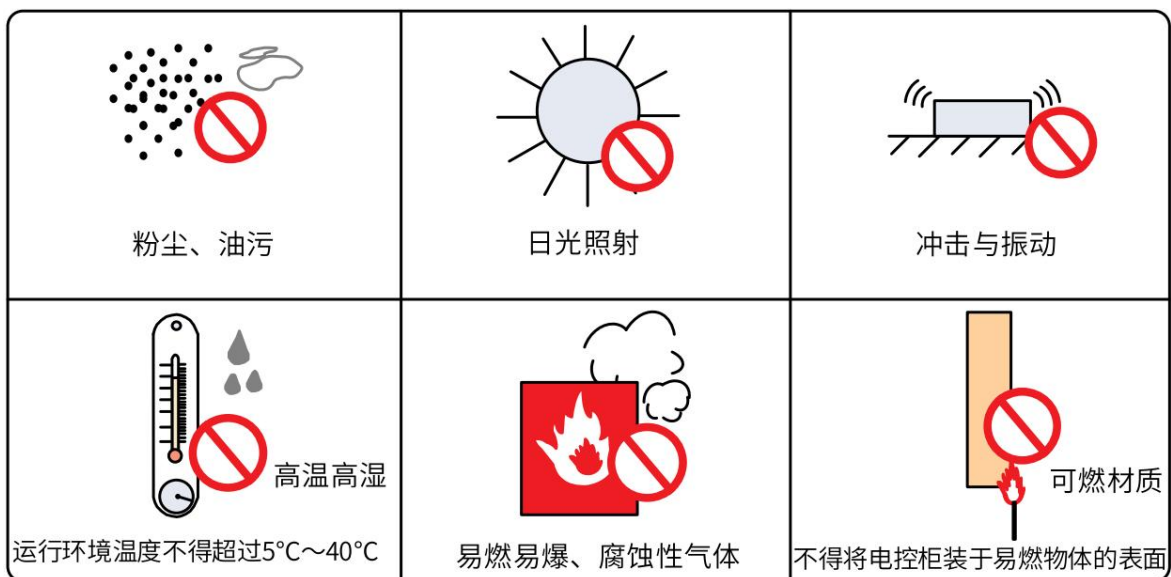 粉尘、油污
日光照射
冲击与振动
高温高湿
运行环境温度不得超过5℃～40℃
易燃易爆、腐蚀性气体
可燃材质
不得将电控柜装于易燃物体的表面